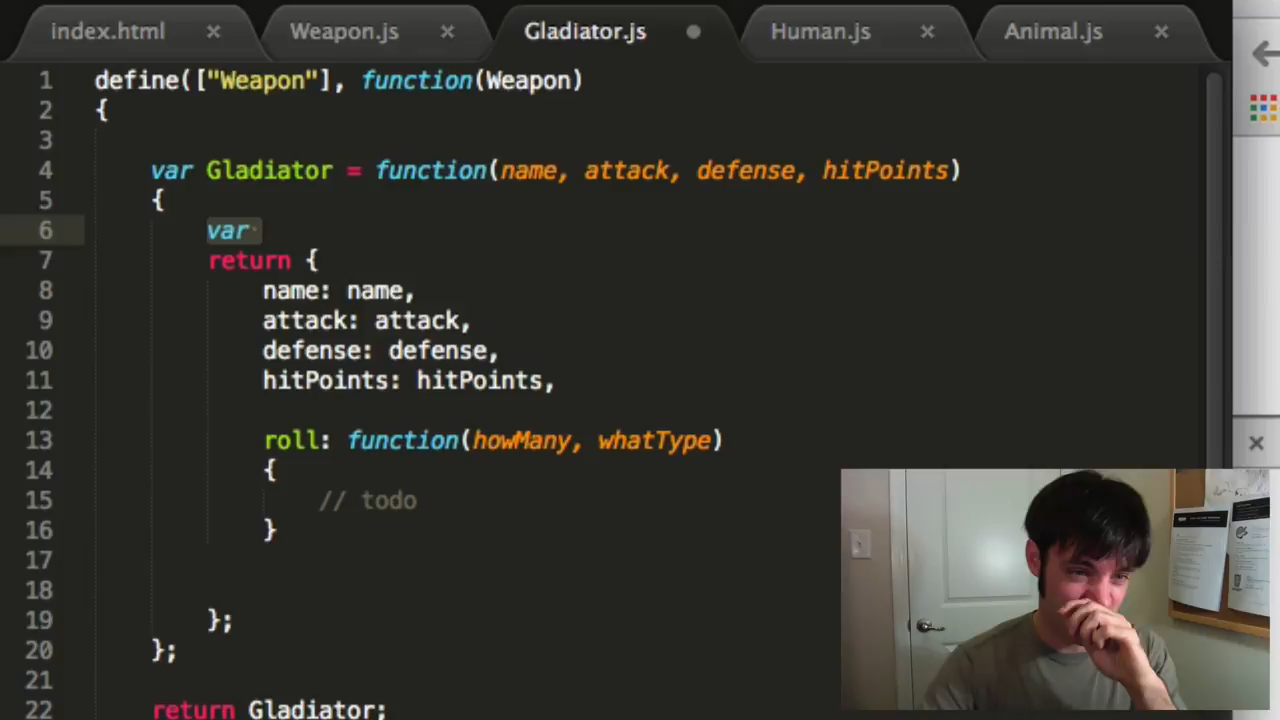 index.html × Weapon.js × Gladiator.js Human.js × Animal.js ×
1 define(["Weapon"], function(Weapon)
2 {
3
4 var Gladiator = function(name, attack, defense, hitPoints)
5 {
6 var
7 return {
8 name: name,
9 attack: attack,
10 defense: defense,
11 hitPoints: hitPoints,
12
13 roll: function(howMany, whatType)
14 {
15 // todo
16 }
17
18
19 };
20 };
21
22 return Gladiator;